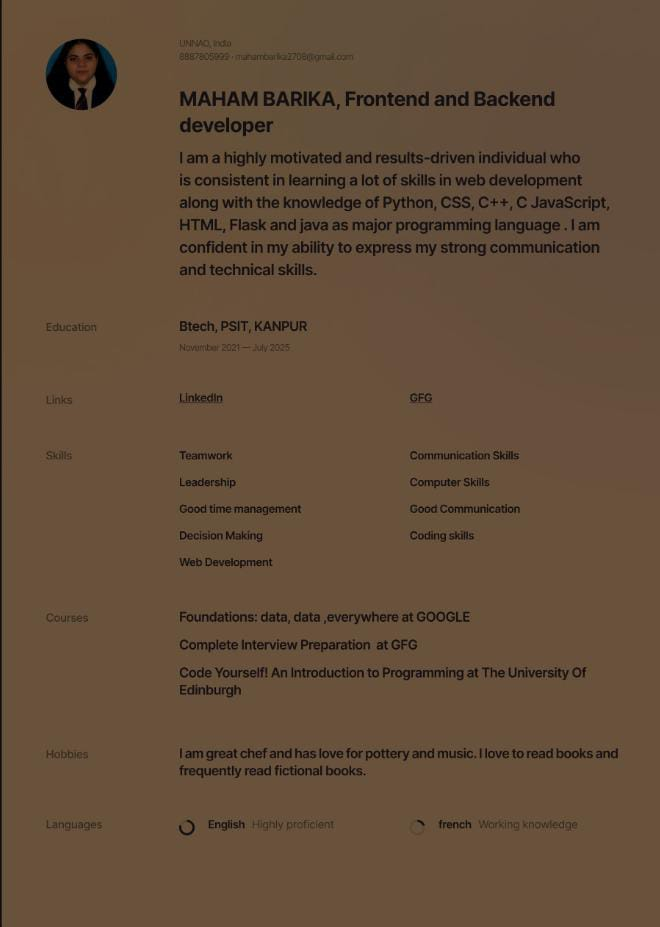 UNNAO, India
8887805999 · mahambarika2708@gmail.com
MAHAM BARIKA, Frontend and Backend
developer
I am a highly motivated and results-driven individual who
is consistent in learning a lot of skills in web development
along with the knowledge of Python, CSS, C++, C JavaScript,
HTML, Flask and java as major programming language . I am
confident in my ability to express my strong communication
and technical skills.
Education
Btech, PSIT, KANPUR
November 2021 — July 2025
Links
LinkedIn
GFG
Skills
Teamwork
Communication Skills
Leadership
Computer Skills
Good time management
Good Communication
Decision Making
Coding skills
Web Development
Courses
Foundations: data, data ,everywhere at GOOGLE
Complete Interview Preparation  at GFG
Code Yourself! An Introduction to Programming at The University Of
Edinburgh
Hobbies
I am great chef and has love for pottery and music. I love to read books and
frequently read fictional books.
Languages
English Highly proficient
french Working knowledge